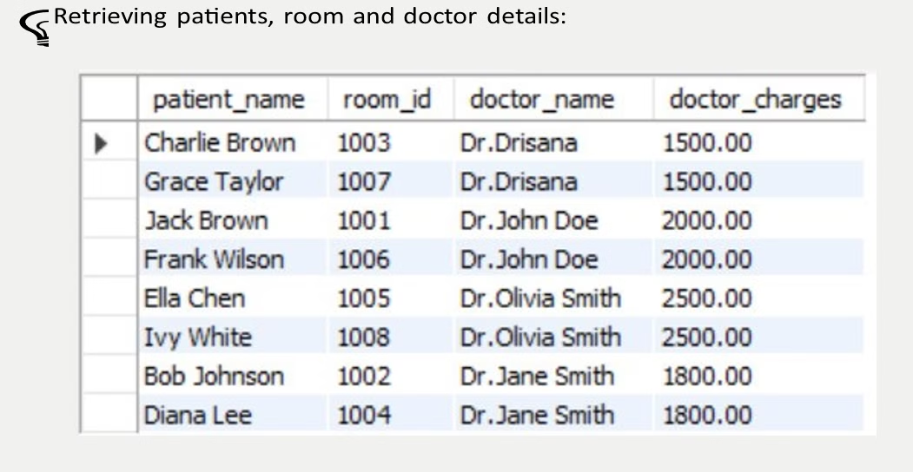 Retrieving patients, room and doctor details:
patient_name room_id doctor_name doctor_charges
Charlie Brown 1003 Dr.Drisana 1500.00
Grace Taylor 1007 Dr.Drisana 1500.00
Jack Brown 1001 Dr.John Doe 2000.00
Frank Wilson 1006 Dr.John Doe 2000.00
Ella Chen 1005 Dr.Olivia Smith 2500.00
Ivy White 1008 Dr.Olivia Smith 2500.00
Bob Johnson 1002 Dr.Jane Smith 1800.00
Diana Lee 1004 Dr.Jane Smith 1800.00